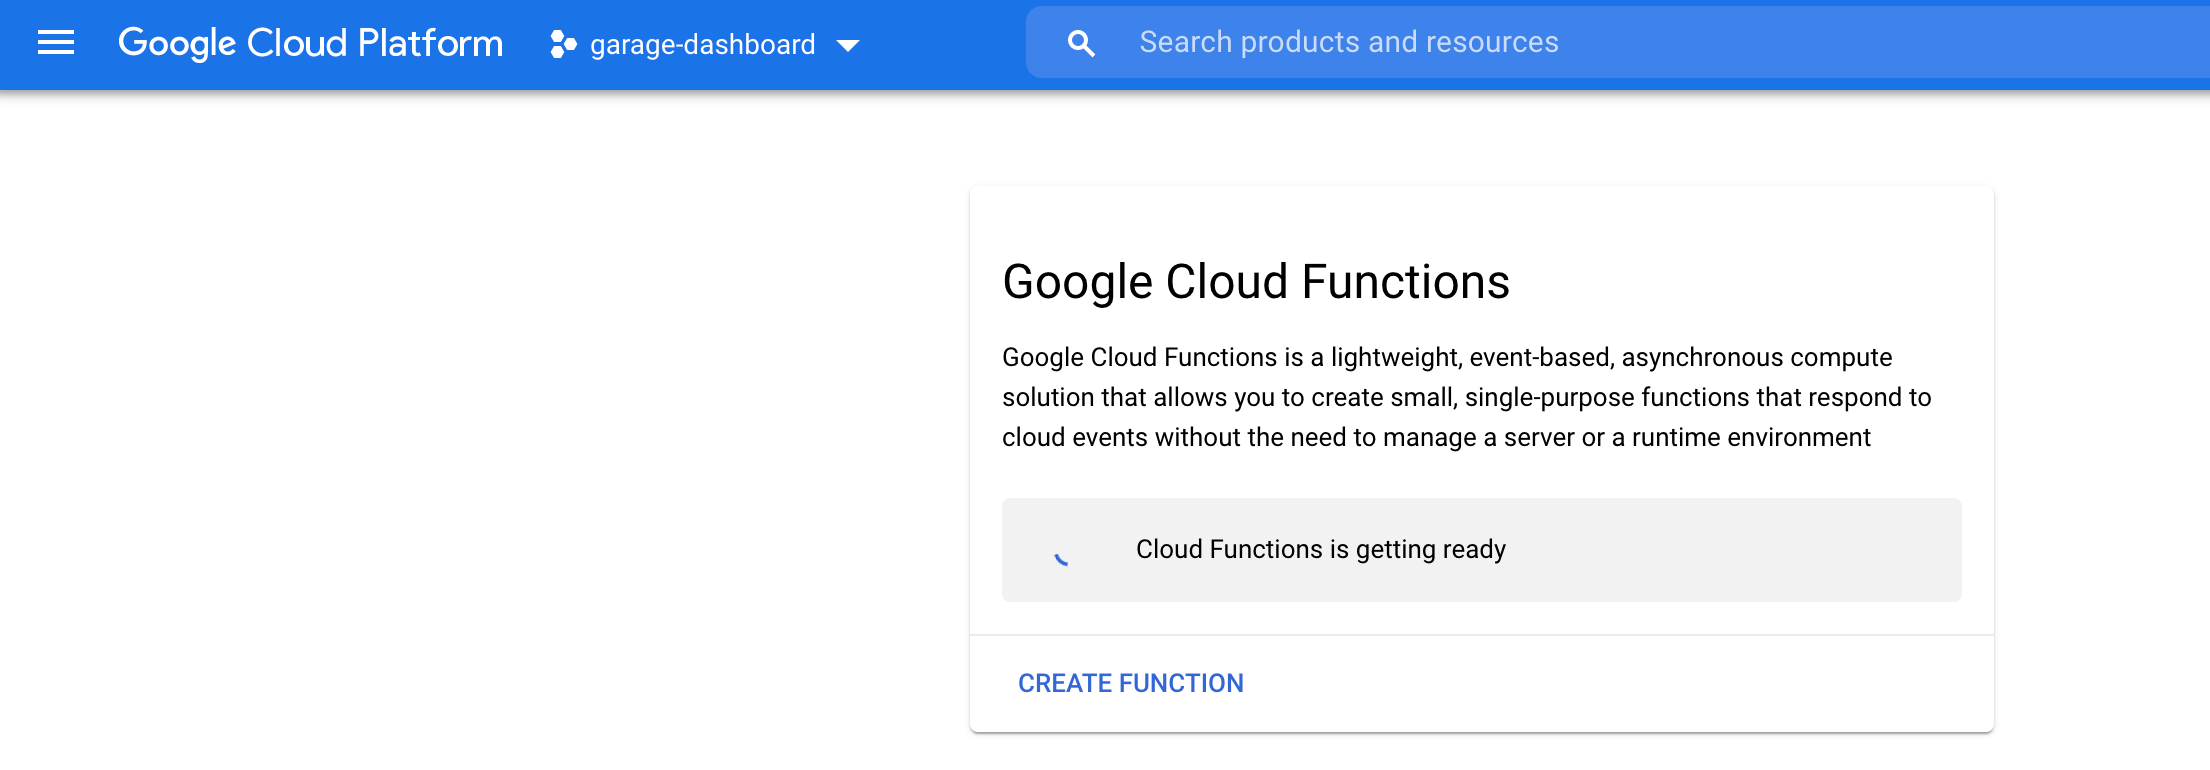 Google Cloud Platform
garage-dashboard
Search products and resources
Google Cloud Functions
Google Cloud Functions is a lightweight, event-based, asynchronous compute
solution that allows you to create small, single-purpose functions that respond to
cloud events without the need to manage a server or a runtime environment
Cloud Functions is getting ready
CREATE FUNCTION